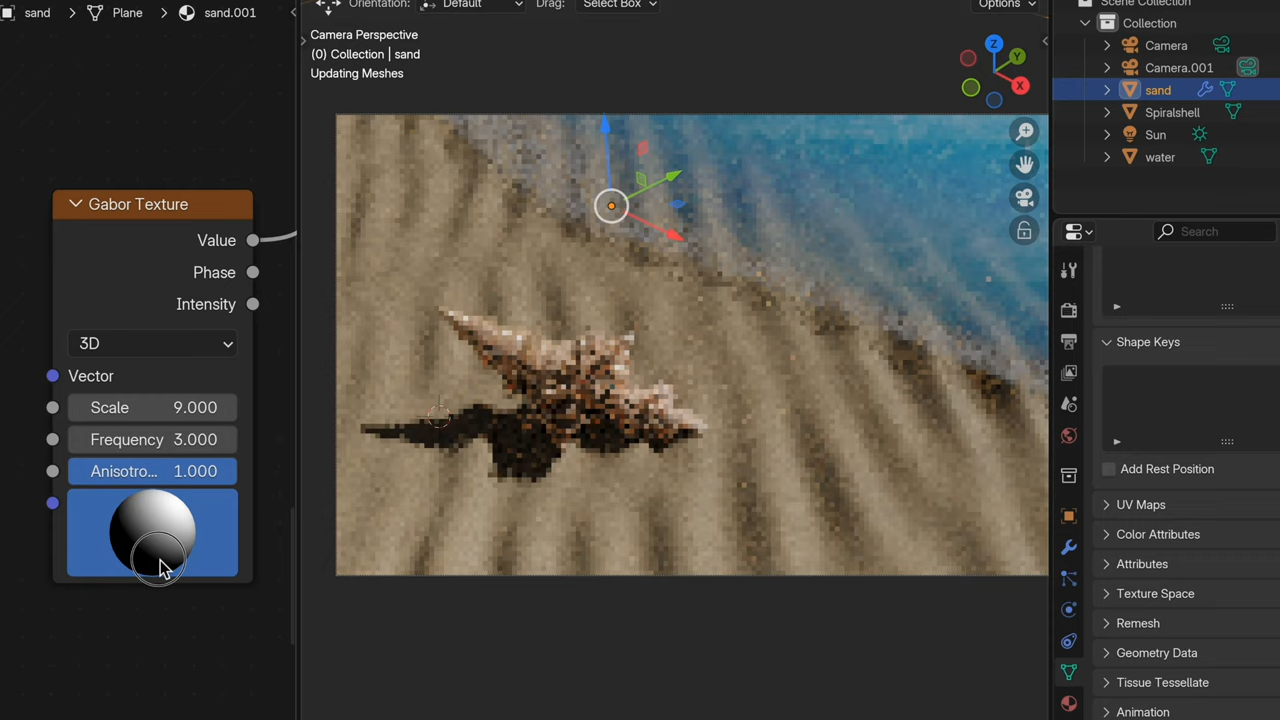 sand > Plane > sand.001
Orientation: Default Drag: Select Box Options
Camera Perspective
(0) Collection | sand
Updating Meshes
Z
Y
X
Gabor Texture
Value
Phase
Intensity
3D
Vector
Scale 9.000
Frequency 3.000
Anisotro... 1.000
Scene Collection
Collection
Camera
Camera.001
sand
Spiralshell
Sun
water
Search
Shape Keys
Add Rest Position
UV Maps
Color Attributes
Attributes
Texture Space
Remesh
Geometry Data
Tissue Tessellate
Animation